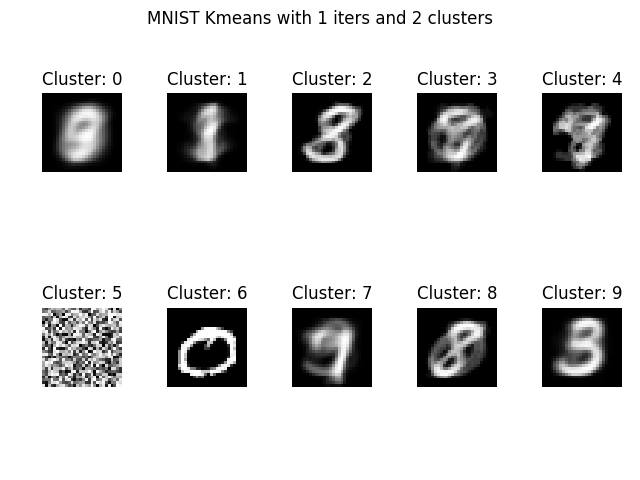 MNIST Kmeans with 1 iters and 2 clusters
Cluster: 0 Cluster: 1 Cluster: 2 Cluster: 3 Cluster: 4
Cluster: 5 Cluster: 6 Cluster: 7 Cluster: 8 Cluster: 9